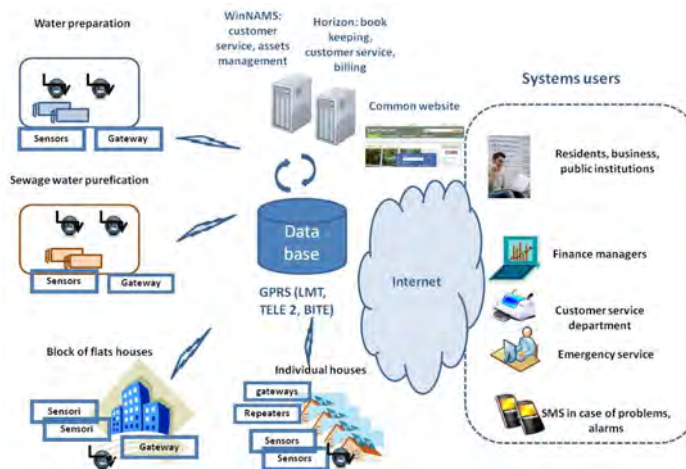 Water preparation
Sensors
Gateway
Sewage water purefication
Sensors
Gateway
Block of flats houses
Sensori
Sensori
Gateway
WinNAMS:
customer
service, assets
management
Horizon: book
keeping,
customer service,
billing
Common website
Data
base
GPRS (LMT,
TELE 2, BITE)
Individual houses
gateways
Repeaters
Sensors
Sensors
Internet
Systems users
Residents, business,
public institutions
Finance managers
Customer service
department
Emergency service
SMS in case of problems,
alarms